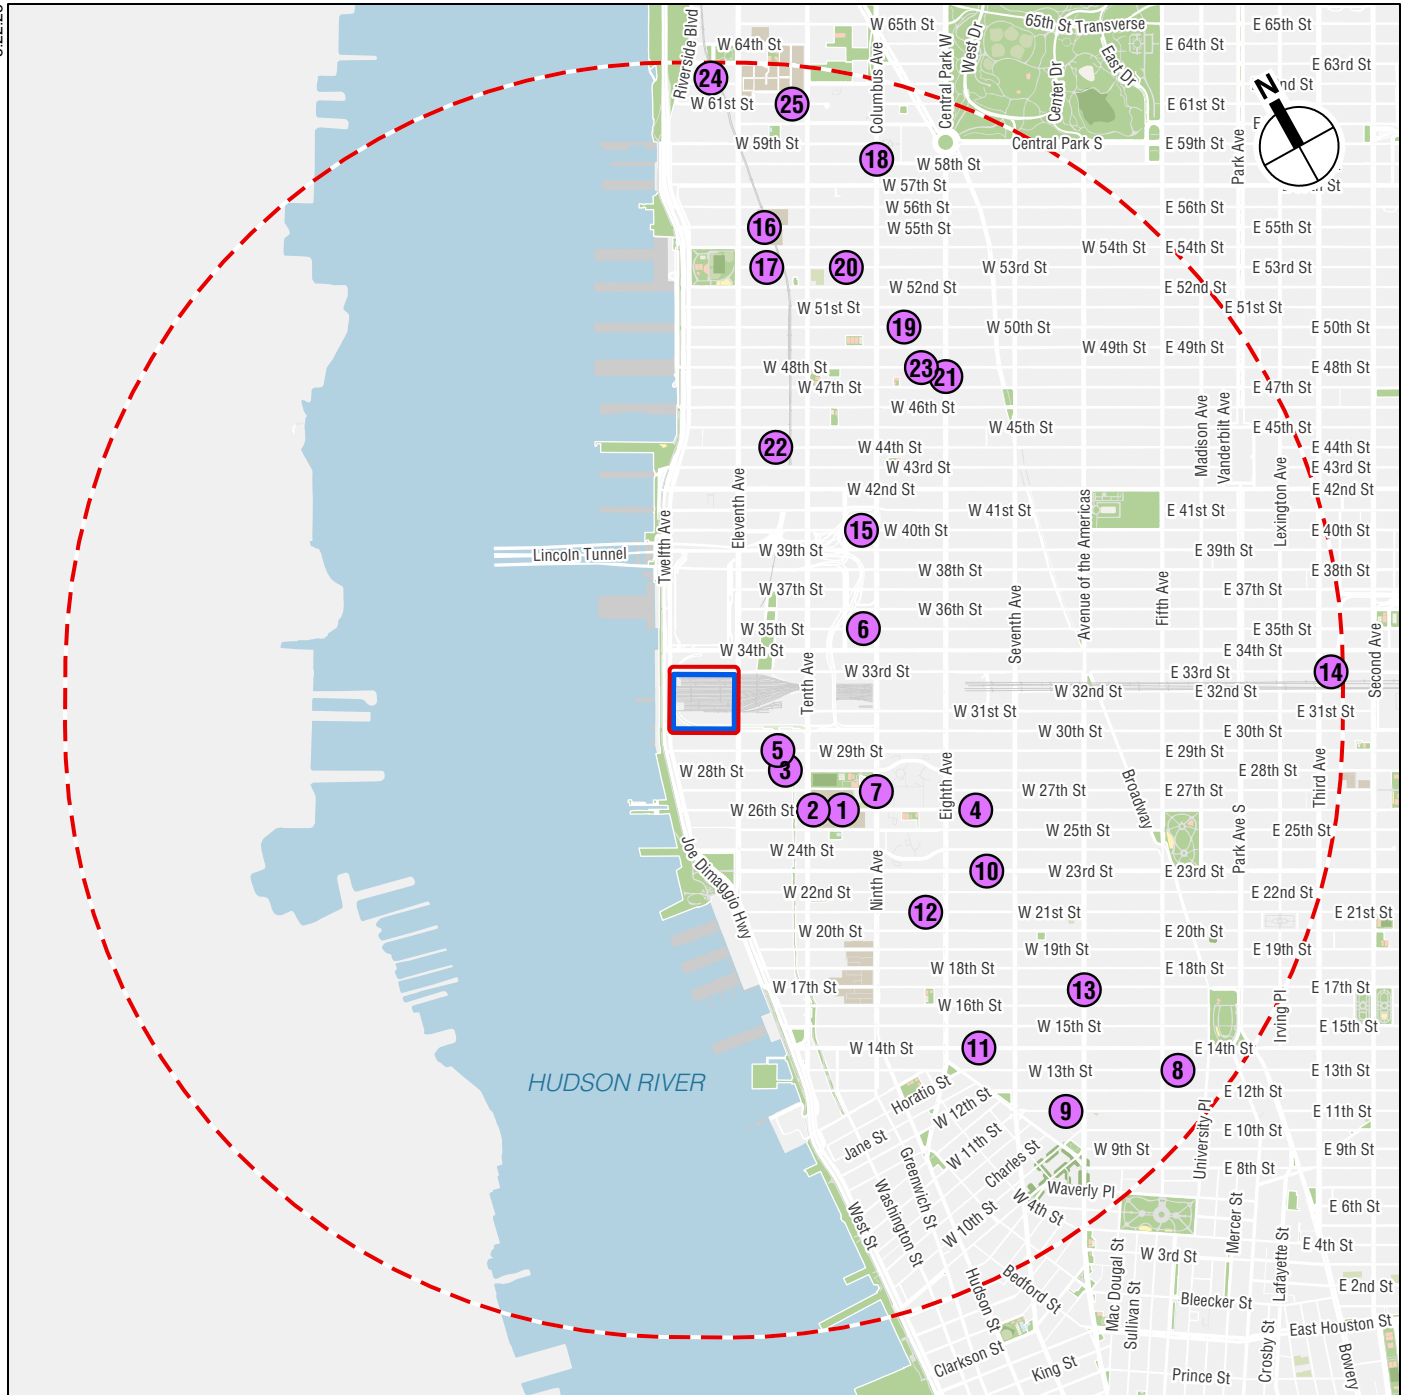 W 65th St
65th St Transverse
E 65th St
W 64th St
E 64th St
E 63rd St
Riverside Blvd
Columbus Ave
Central Park W
West Dr
Center Dr
East Dr
N
24
W 61st St
25
E 61st St
W 59th St
Central Park S
E 59th St
Park Ave
18
W 58th St
W 57th St
W 56th St
E 56th St
16
W 55th St
E 55th St
W 54th St
E 54th St
17
20
W 53rd St
E 53rd St
W 52nd St
E 52nd St
W 51st St
E 51st St
19
W 50th St
E 50th St
W 49th St
E 49th St
W 48th St
23
21
E 48th St
W 47th St
E 47th St
W 46th St
W 45th St
E 45th St
Madison Ave
Vanderbilt Ave
22
W 44th St
E 44th St
W 43rd St
E 43rd St
W 42nd St
E 42nd St
Eleventh Ave
Lexington Ave
W 41st St
E 41st St
15
W 40th St
E 40th St
Twelfth Ave
Lincoln Tunnel
W 39th St
E 39th St
Avenue of the Americas
W 38th St
E 38th St
W 37th St
E 37th St
Fifth Ave
W 36th St
Seventh Ave
W 35th St
6
E 35th St
W 34th St
E 34th St
Second Ave
W 33rd St
E 33rd St
14
Tenth Ave
W 32nd St
E 32nd St
W 31st St
E 31st St
W 30th St
E 30th St
5
W 29th St
E 29th St
W 28th St
3
E 28th St
Third Ave
7
Eighth Ave
W 27th St
Broadway
E 27th St
W 26th St
2
1
4
W 25th St
E 25th St
Park Ave S
W 24th St
Joe Dimaggio Hwy
Ninth Ave
10
W 23rd St
E 23rd St
W 22nd St
E 22nd St
12
W 21st St
E 21st St
W 20th St
E 20th St
W 19th St
E 19th St
W 18th St
E 18th St
W 17th St
13
E 17th St
W 16th St
Irving Pl
W 15th St
E 15th St
W 14th St
11
E 14th St
W 13th St
8
E 13th St
HUDSON RIVER
Horatio St
W 12th St
E 12th St
9
E 11th St
University Pl
E 10th St
Jane St
W 11th St
Charles St
W 9th St
E 9th St
Greenwich St
E 8th St
Washington St
Waverly Pl
W 4th St
West St
W 10th St
Mercer St
E 6th St
Mac Dougal St
W 3rd St
Lafayette St
E 4th St
Hudson St
Bedford St
Sullivan St
Bleecker St
E 2nd St
East Houston St
Clarkson St
King St
Prince St
Crosby St
Bowery